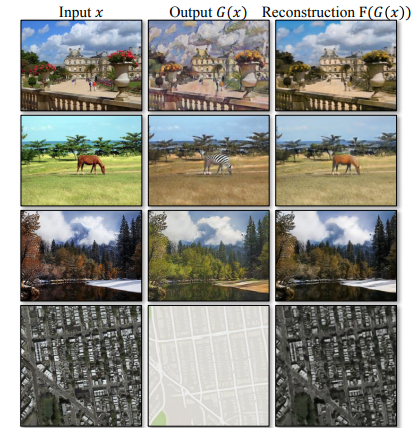 Input x Output G(x) Reconstruction F(G(x))